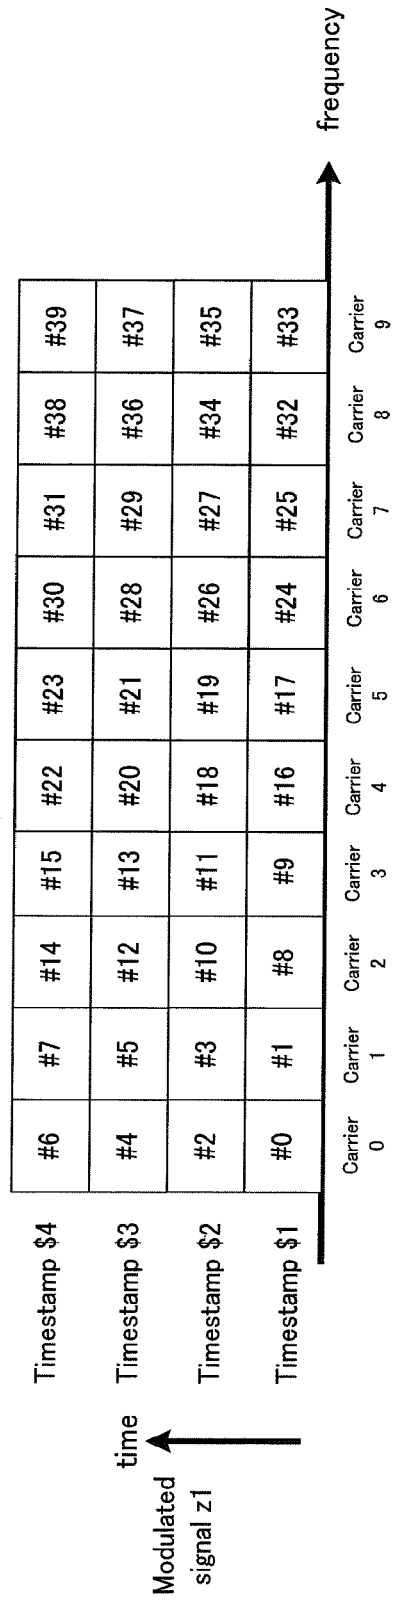 Modulated
signal z1
time
Timestamp $4 #6 #7 #14 #15 #22 #23 #30 #31 #38 #39
Timestamp $3 #4 #5 #12 #13 #20 #21 #28 #29 #36 #37
Timestamp $2 #2 #3 #10 #11 #18 #19 #26 #27 #34 #35
Timestamp $1 #0 #1 #8 #9 #16 #17 #24 #25 #32 #33
frequency
Carrier Carrier Carrier Carrier Carrier Carrier Carrier Carrier Carrier Carrier
0 1 2 3 4 5 6 7 8 9